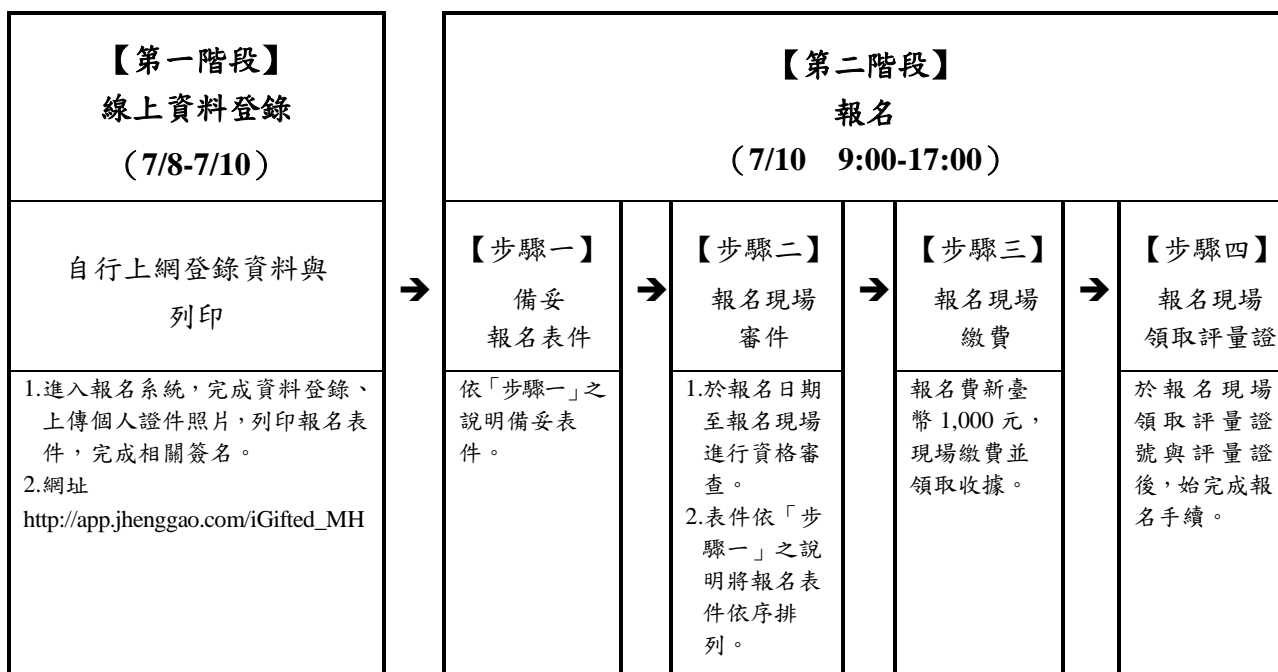 【第一階段】
線上資料登錄
（7/8-7/10）
【第二階段】
報名
（7/10 9:00-17:00）
自行上網登錄資料與
列印
➔
【步驟一】
備妥
報名表件
➔
【步驟二】
報名現場
審件
➔
【步驟三】
報名現場
繳費
➔
【步驟四】
報名現場
領取評量證
1.進入報名系統，完成資料登錄、
上傳個人證件照片，列印報名表
件，完成相關簽名。
2.網址
http://app.jhenggao.com/iGifted_MH
依「步驟一」之
說明備妥表
件。
1.於報名日期
至報名現場
進行資格審
查。
2.表件依「步
驟一」之說
明將報名表
件依序排
列。
報名費新臺
幣 1,000 元，
現場繳費並
領取收據。
於報名現場
領取評量證
號與評量證
後，始完成報
名手續。